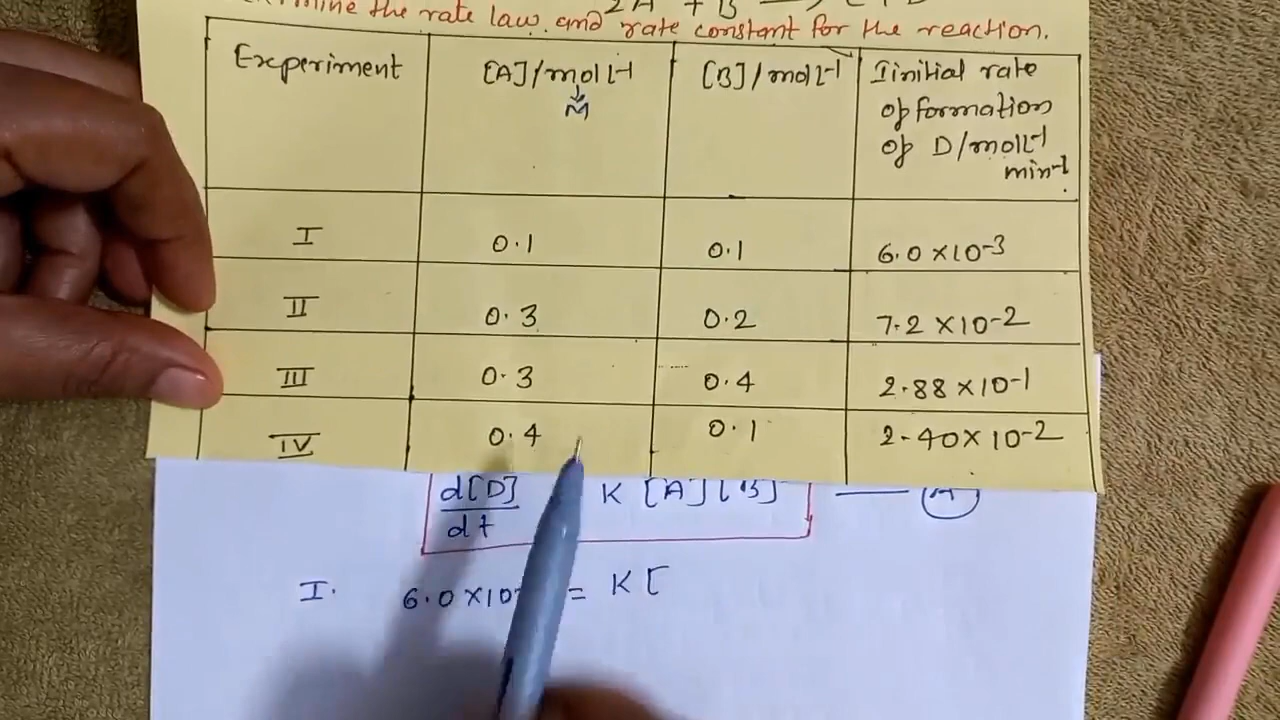 the rate law and rate constant for the reaction.
Experiment [A]/mol L-1 [B]/mol L-1 Iinitial rate of formation of D/mol L-1 min-1
M
I 0.1 0.1 6.0 ×10-3
II 0.3 0.2 7.2 ×10-2
III 0.3 0.4 2.88 ×10-1
IV 0.4 0.1 2.40× 10-2
d[D]/dt K [A] [B] (A)
I. 6.0 ×10 = K [